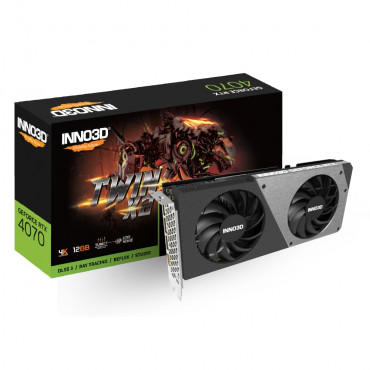 INNO3D
GEFORCE RTX
4070
INNO3D
TWIN
X2
GEFORCE RTX
4070
4K
12GB
DLSS 3 / RAY TRACING / REFLEX / STUDIO
INNO3D
INNO3D